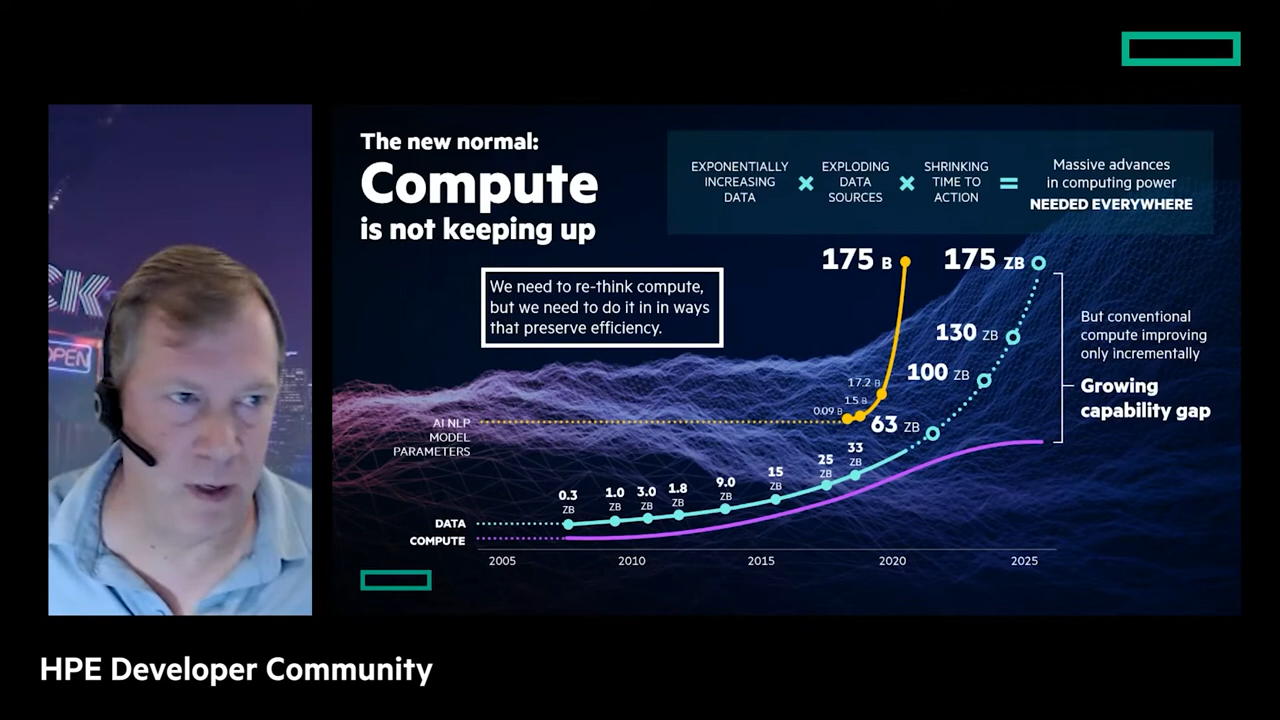 The new normal:
Compute
is not keeping up
EXPONENTIALLY
INCREASING
DATA
×
EXPLODING
DATA
SOURCES
×
SHRINKING
TIME TO
ACTION
=
Massive advances
in computing power
NEEDED EVERYWHERE
We need to re-think compute,
but we need to do it in in ways
that preserve efficiency.
175 B
175 ZB
130 ZB
100 ZB
63 ZB
17.2 B
1.5 B
0.09 B
But conventional
compute improving
only incrementally
Growing
capability gap
AI NLP
MODEL
PARAMETERS
0.3
ZB
1.0
ZB
3.0
ZB
1.8
ZB
9.0
ZB
15
ZB
25
ZB
33
ZB
DATA
COMPUTE
2005
2010
2015
2020
2025
CK
OPEN
HPE Developer Community